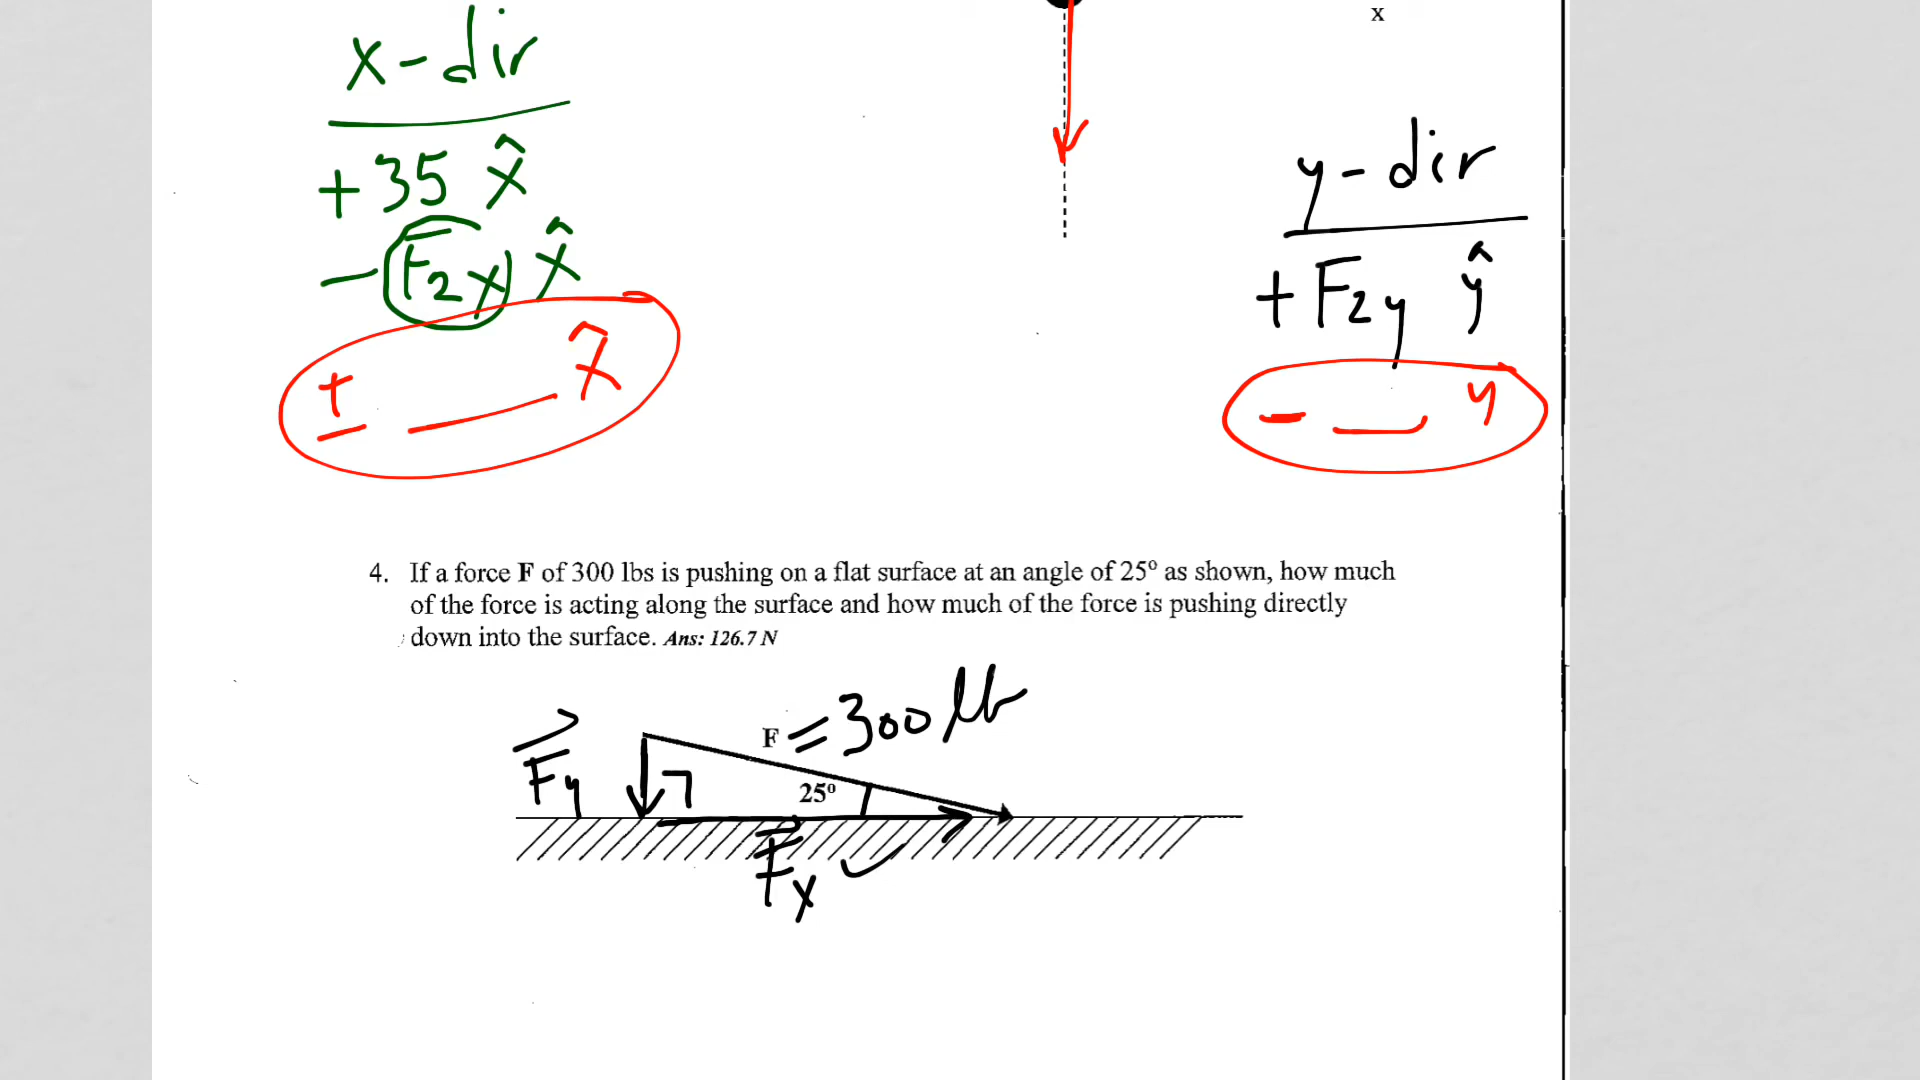 x
x-dir
+ 35 x̂
- (F2x) x̂
± ___ x̂
y-dir
+ F2y ŷ
- __ y
4. If a force F of 300 lbs is pushing on a flat surface at an angle of 25° as shown, how much
of the force is acting along the surface and how much of the force is pushing directly
down into the surface. Ans: 126.7 N
F = 300 lb
Fy
25°
Fx